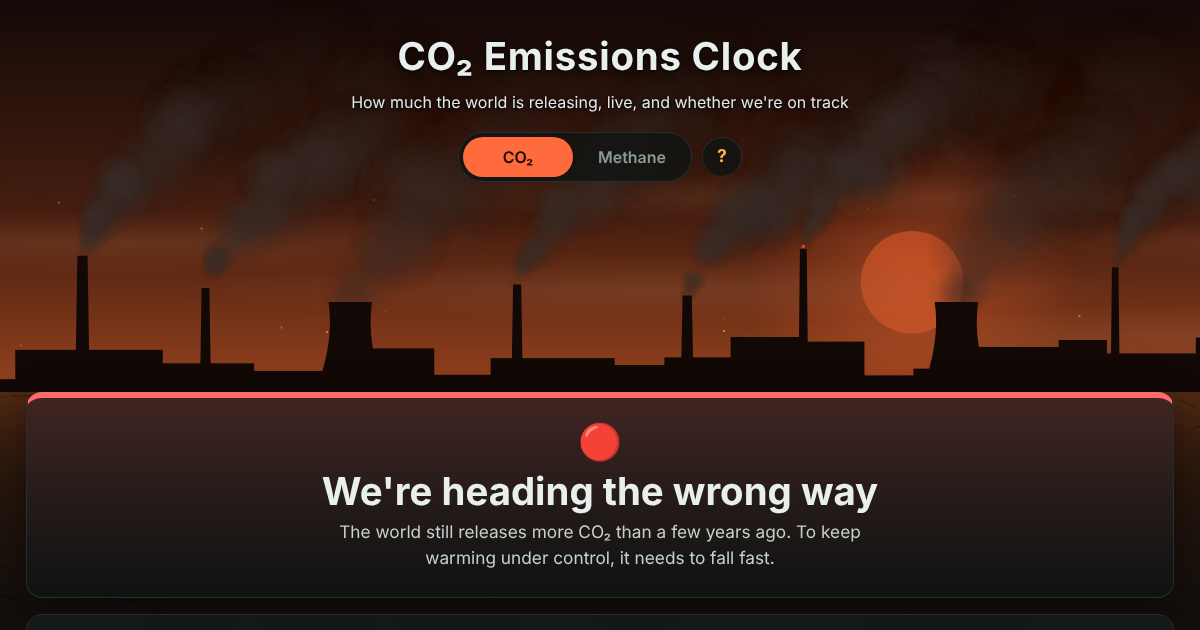 CO₂ Emissions Clock
How much the world is releasing, live, and whether we're on track
CO₂
Methane
?
We're heading the wrong way
The world still releases more CO₂ than a few years ago. To keep
warming under control, it needs to fall fast.